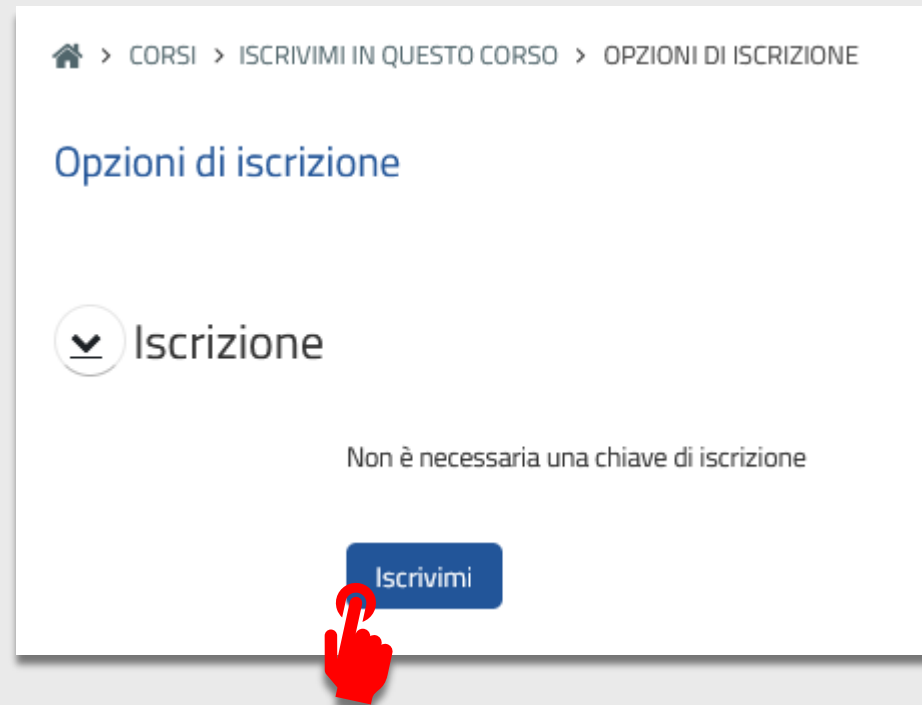 > CORSI > ISCRIVIMI IN QUESTO CORSO > OPZIONI DI ISCRIZIONE
Opzioni di iscrizione
Iscrizione
Non è necessaria una chiave di iscrizione
Iscrivimi